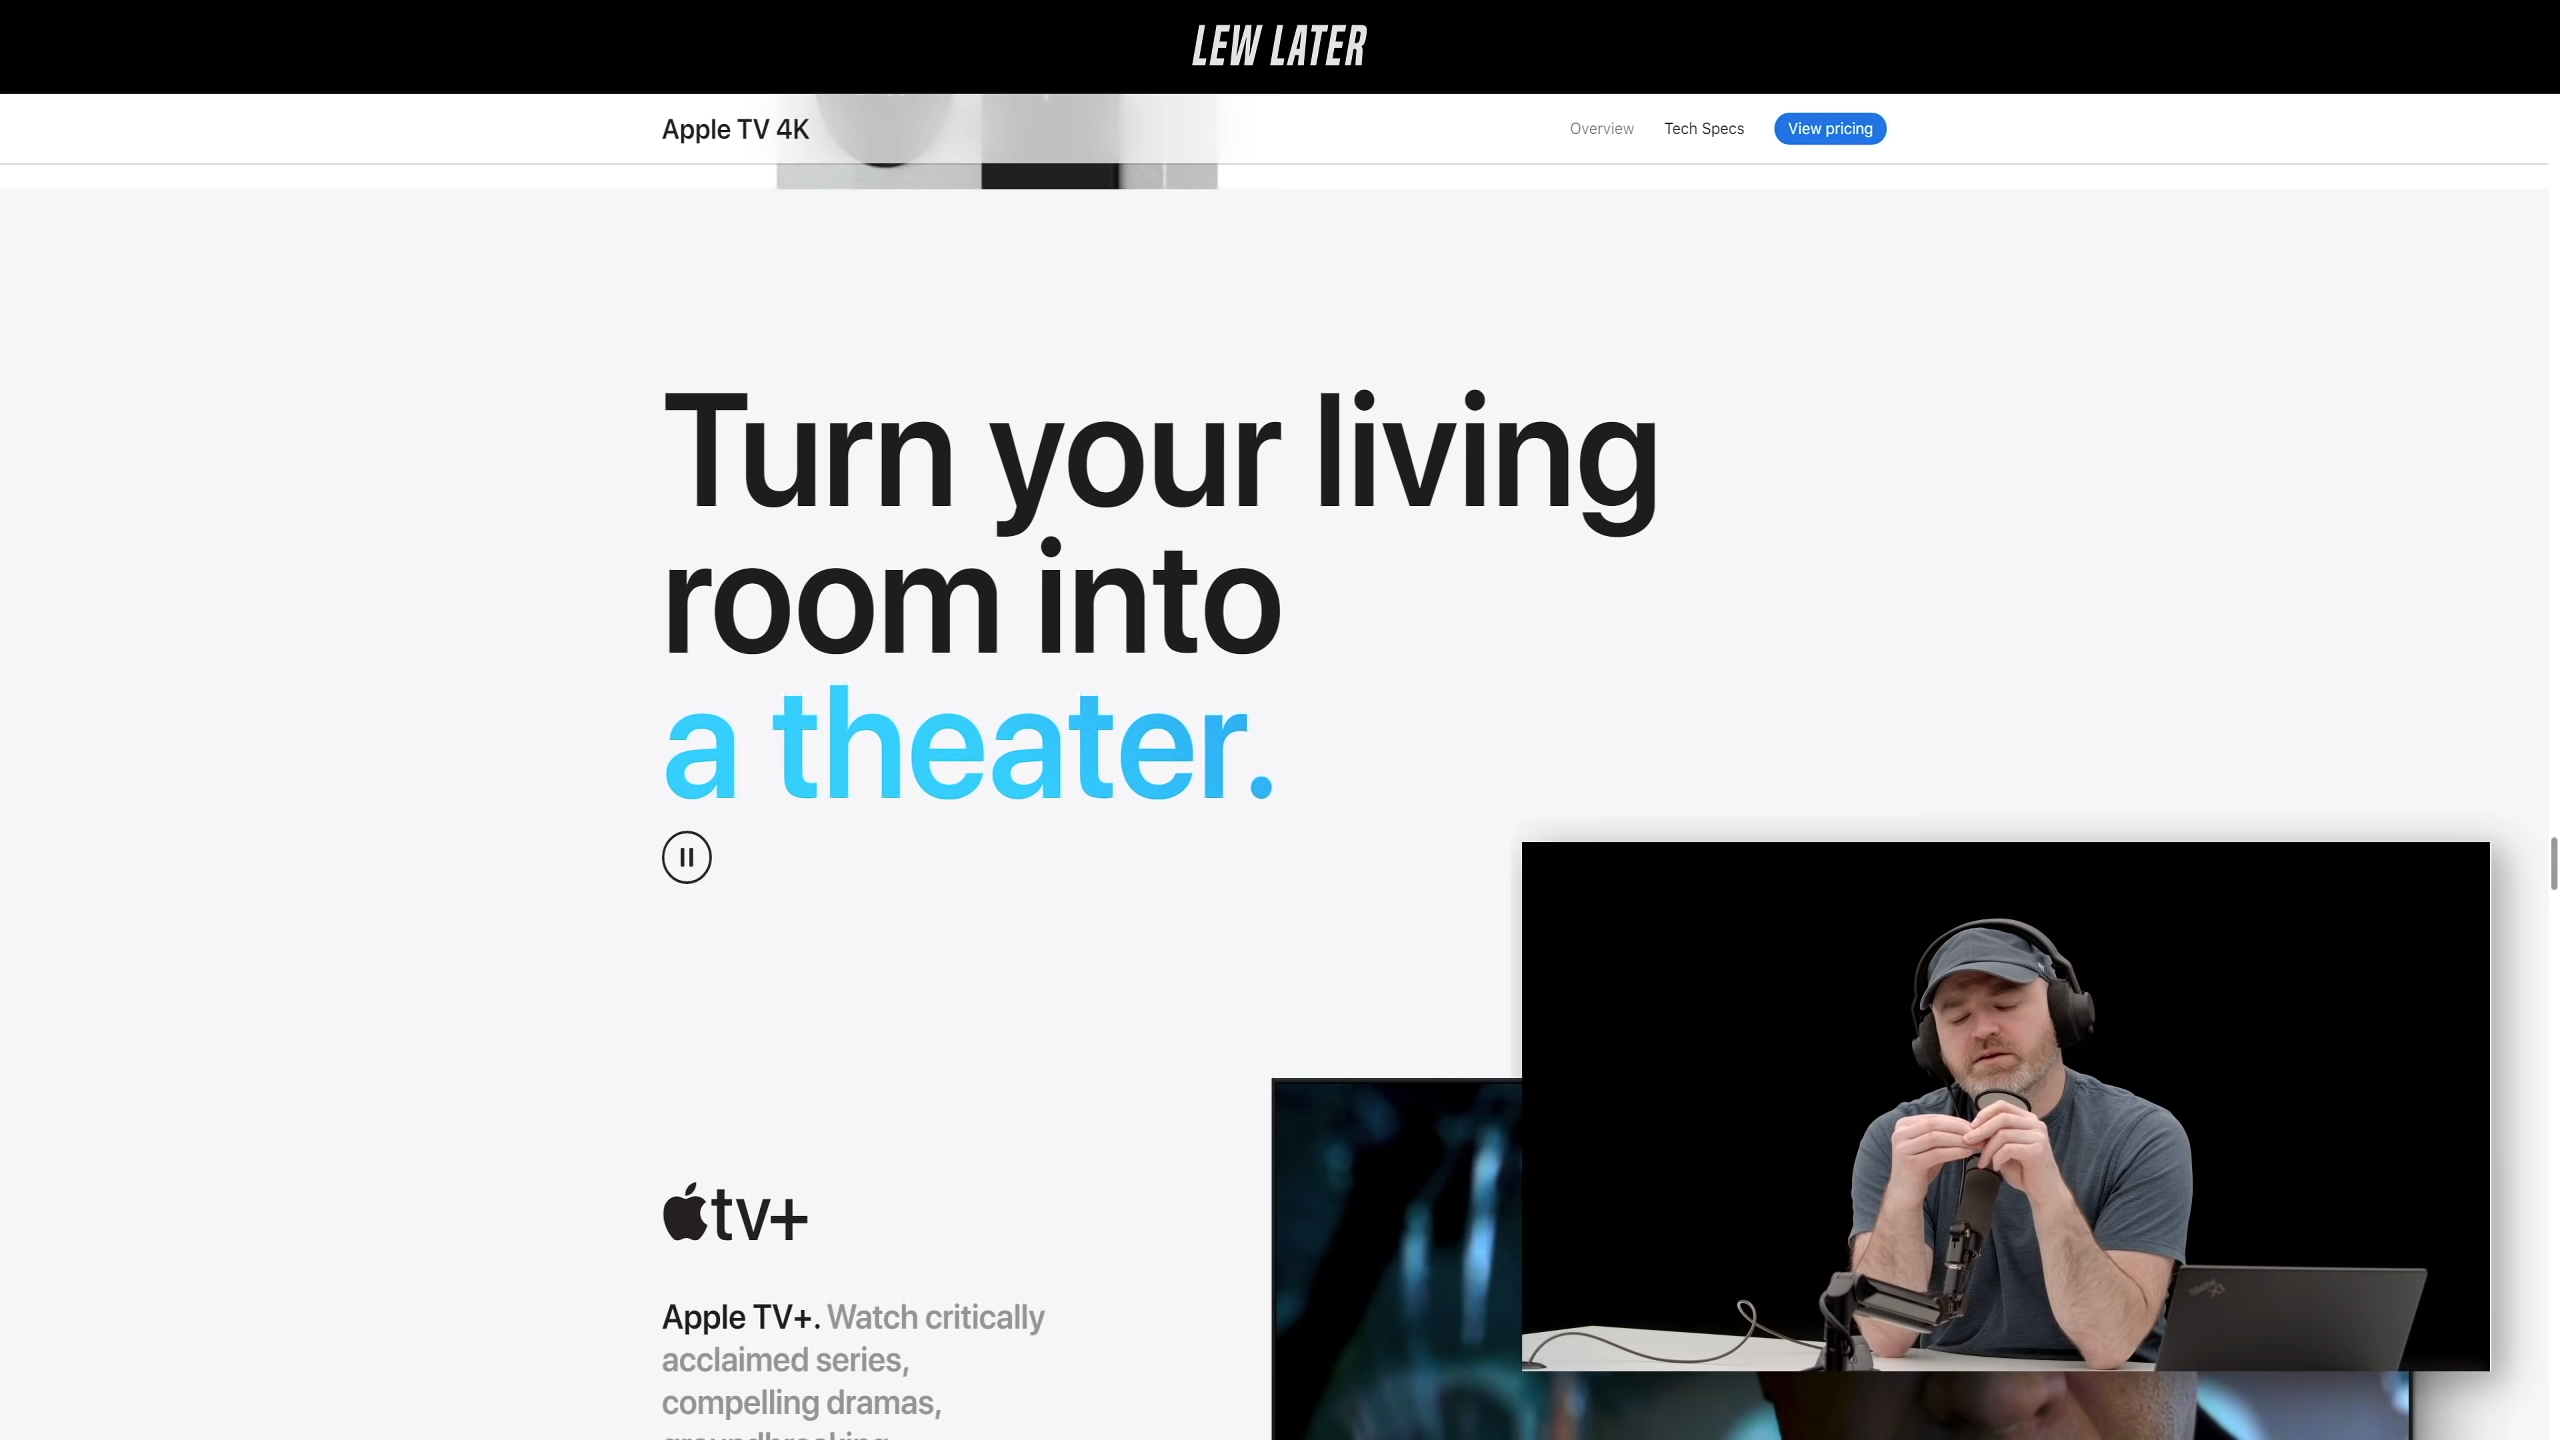 LEW LATER
Apple TV 4K
Overview
Tech Specs
View pricing
Turn your living
room into
a theater.
tv+
Apple TV+. Watch critically
acclaimed series,
compelling dramas,
groundbreaking